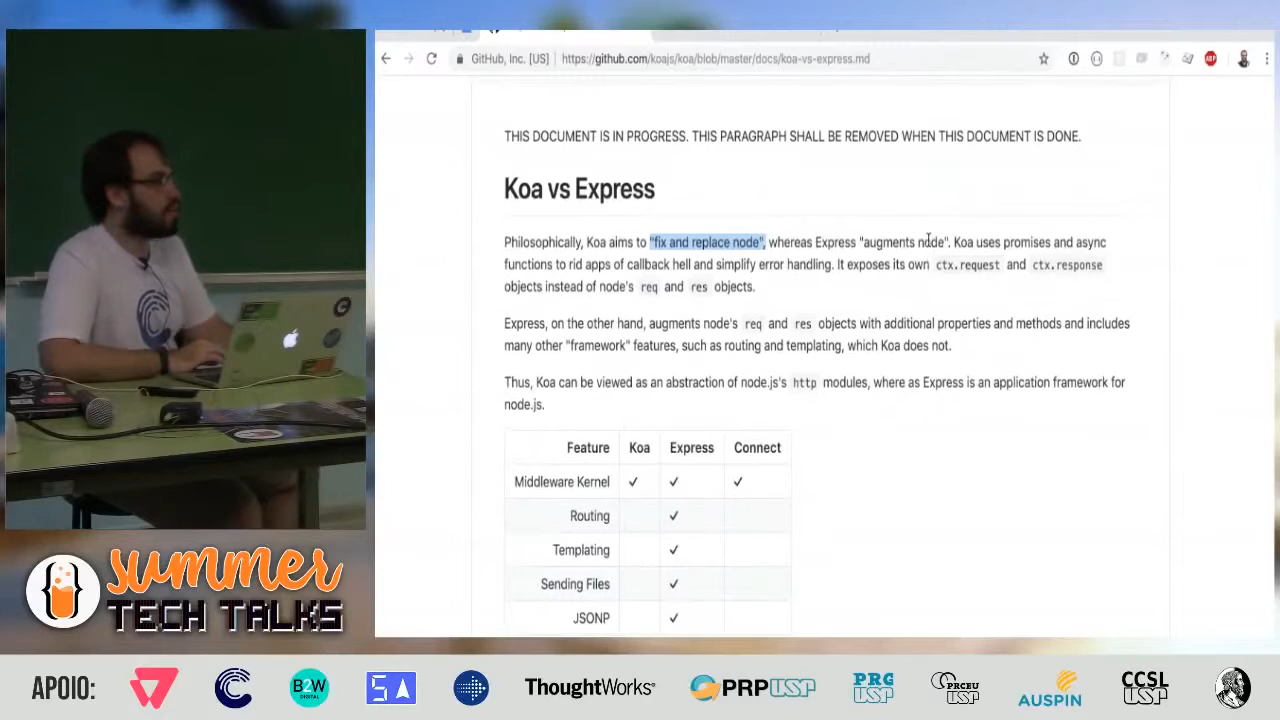 GitHub, Inc. [US] https://github.com/koajs/koa/blob/master/docs/koa-vs-express.md
ABP
THIS DOCUMENT IS IN PROGRESS. THIS PARAGRAPH SHALL BE REMOVED WHEN THIS DOCUMENT IS DONE.
Koa vs Express
Philosophically, Koa aims to "fix and replace node", whereas Express "augments node". Koa uses promises and async
functions to rid apps of callback hell and simplify error handling. It exposes its own ctx.request and ctx.response
objects instead of node's req and res objects.
Express, on the other hand, augments node's req and res objects with additional properties and methods and includes
many other "framework" features, such as routing and templating, which Koa does not.
Thus, Koa can be viewed as an abstraction of node.js's http modules, where as Express is an application framework for
node.js.
Feature Koa Express Connect
Middleware Kernel ✓ ✓ ✓
Routing ✓
Templating ✓
Sending Files ✓
JSONP ✓
summer
TECH TALKS
APOIO:
B2W
DIGITAL
5
ThoughtWorks®
PRPUSP
PRG
USP
PRCEU
USP
AUSPIN
CCSL
USP